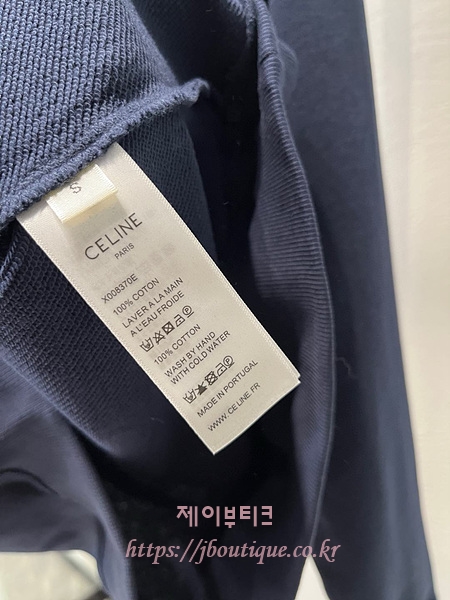 S
CELINE
PARIS
X008370E
100% COTON
LAVER À LA MAIN
A L'EAU FROIDE
100% COTTON
WASH BY HAND
WITH COLD WATER
MADE IN PORTUGAL
WWW.CELINE.FR
제이부티크
https://jboutique.co.kr